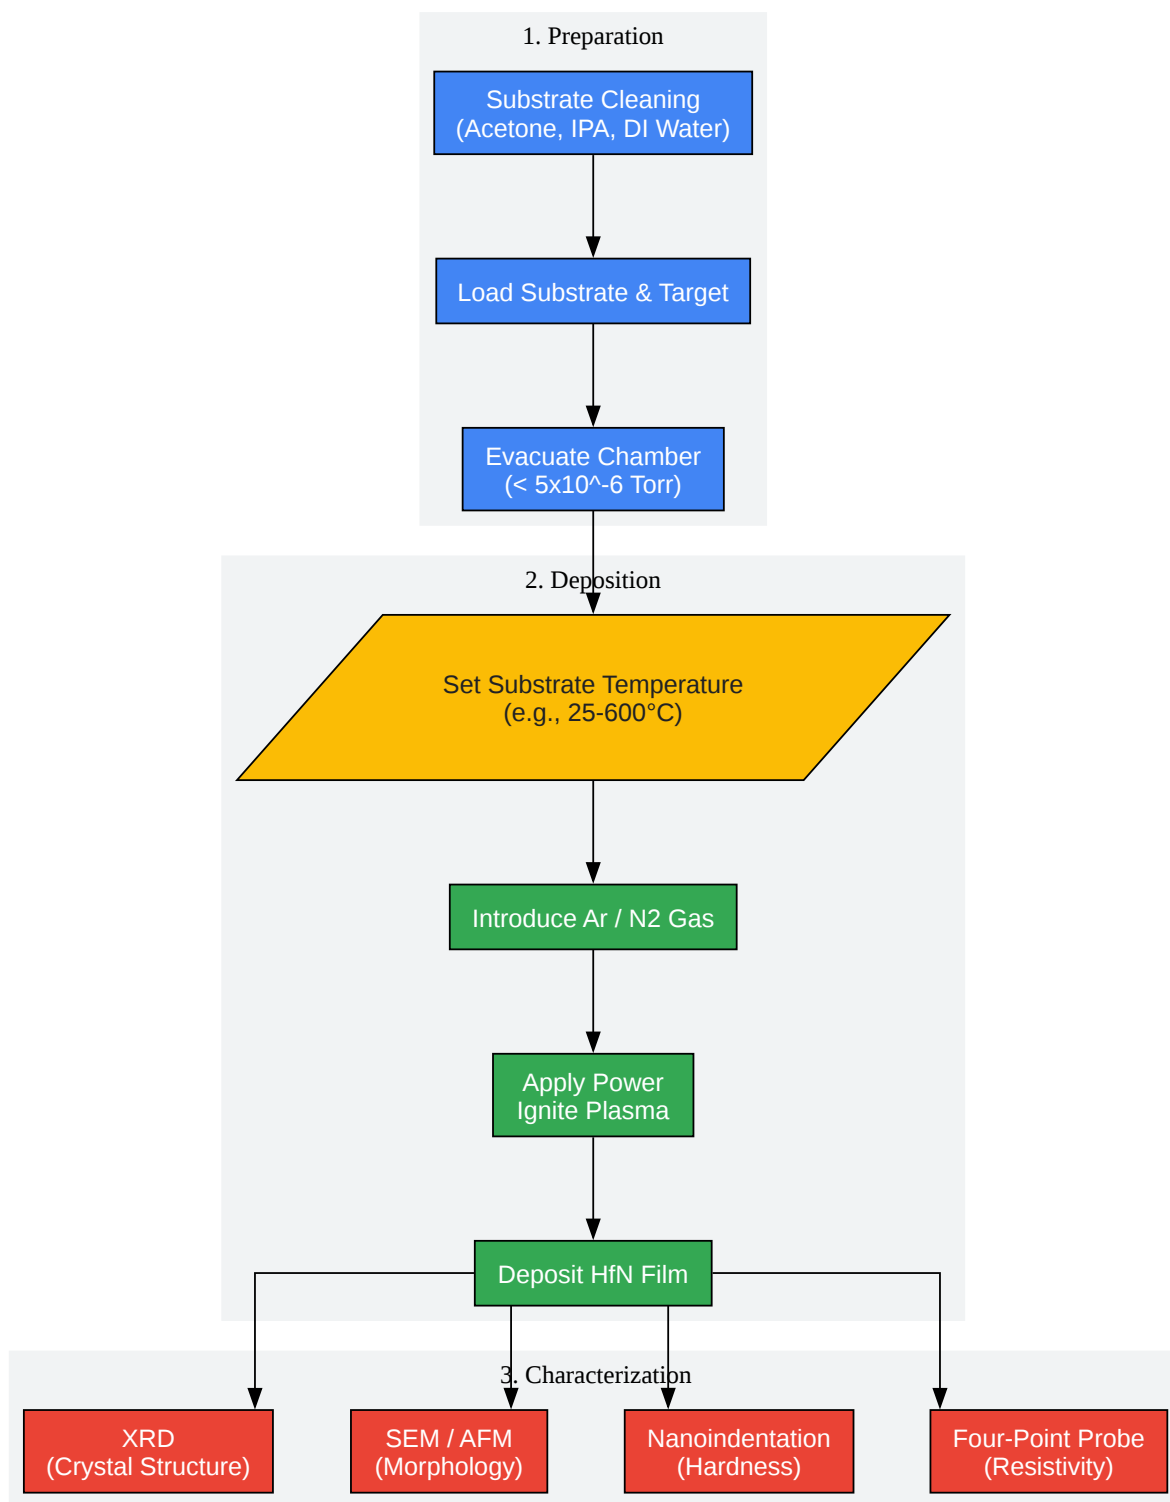 1. Preparation
Substrate Cleaning
(Acetone, IPA, DI Water)
Load Substrate & Target
Evacuate Chamber
(< 5x10^-6 Torr)
2. Deposition
Set Substrate Temperature
(e.g., 25-600°C)
Introduce Ar / N2 Gas
Apply Power
Ignite Plasma
Deposit HfN Film
3. Characterization
XRD
(Crystal Structure)
SEM / AFM
(Morphology)
Nanoindentation
(Hardness)
Four-Point Probe
(Resistivity)